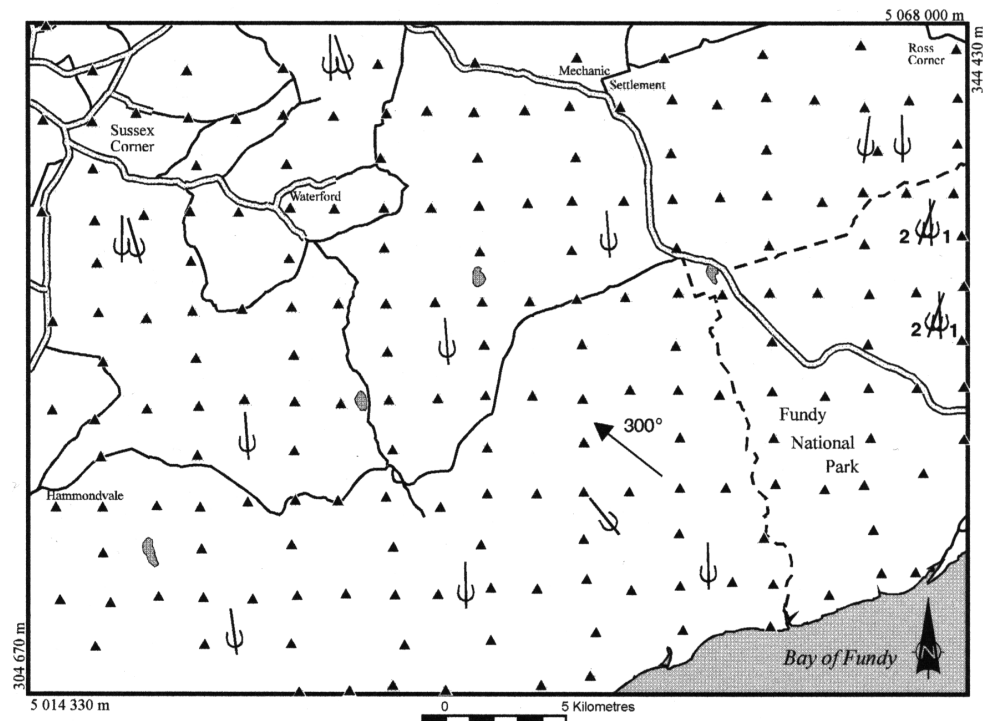 5 068 000 m
344 430 m
Ross
Corner
Mechanic
Settlement
Sussex
Corner
Waterford
2 1
2 1
Fundy
National
Park
300°
Hammondvale
Bay of Fundy
N
304 670 m
5 014 330 m
0 5 Kilometres